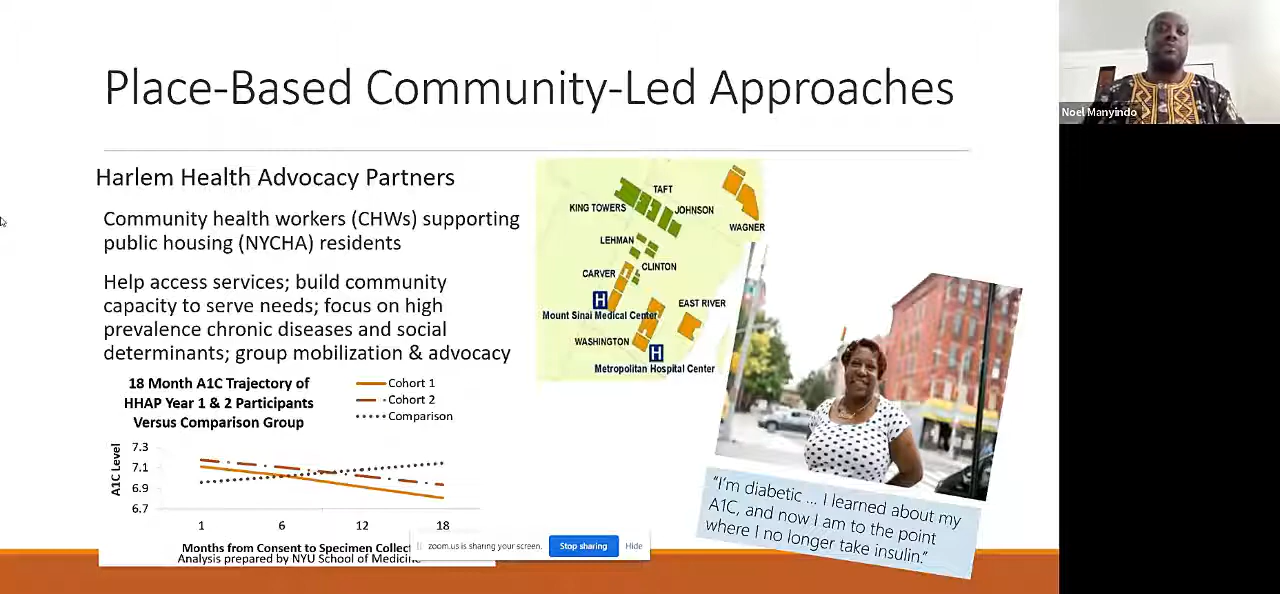 Place-Based Community-Led Approaches
Noel Manyindo
Harlem Health Advocacy Partners
Community health workers (CHWs) supporting
public housing (NYCHA) residents
Help access services; build community
capacity to serve needs; focus on high
prevalence chronic diseases and social
determinants; group mobilization & advocacy
TAFT
KING TOWERS
JOHNSON
WAGNER
LEHMAN
CLINTON
CARVER
H
Mount Sinai Medical Center
EAST RIVER
WASHINGTON
H
Metropolitan Hospital Center
18 Month A1C Trajectory of
HHAP Year 1 & 2 Participants
Versus Comparison Group
Cohort 1
Cohort 2
Comparison
A1C Level
7.3
7.1
6.9
6.7
1 6 12 18
Months from Consent to Specimen Collect
Analysis prepared by NYU School of Medicine
zoom.us is sharing your screen.
Stop sharing
Hide
"I'm diabetic ... I learned about my
A1C, and now I am to the point
where I no longer take insulin."